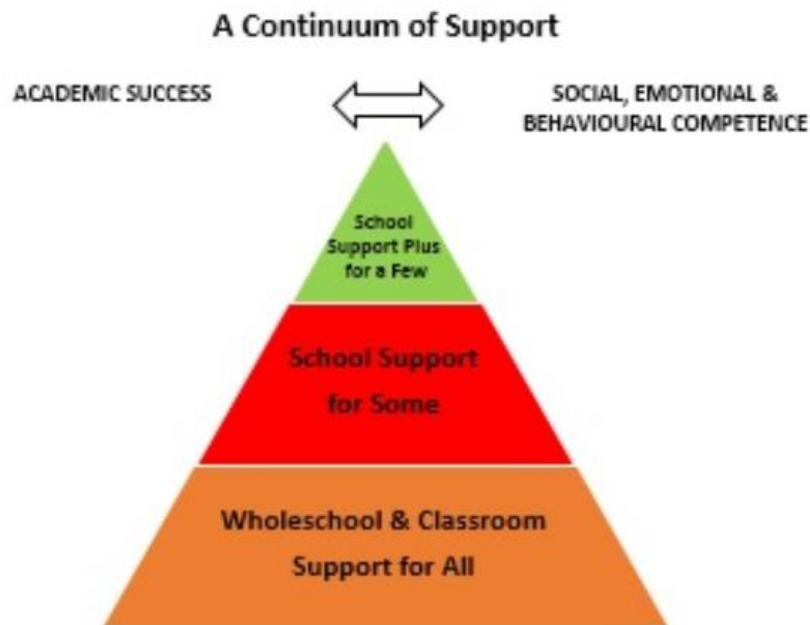 A Continuum of Support
ACADEMIC SUCCESS
SOCIAL, EMOTIONAL &
BEHAVIOURAL COMPETENCE
School
Support Plus
for a Few
School Support
for Some
Wholeschool & Classroom
Support for All